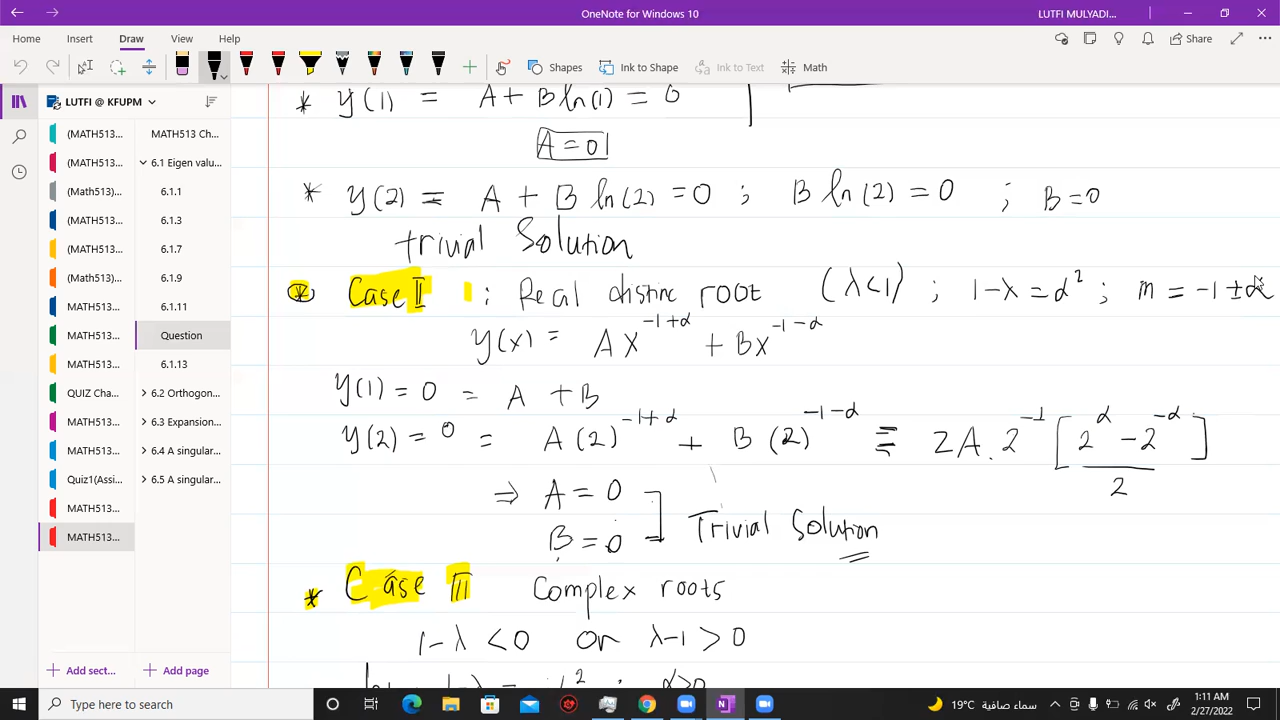 OneNote for Windows 10
LUTFI MULYADI...
Home Insert Draw View Help
Share
Shapes Ink to Shape Ink to Text Math
LUTFI @ KFUPM
(MATH513... MATH513 Ch...
(MATH513... 6.1 Eigen valu...
(Math513)... 6.1.1
MATH513... 6.1.3
(MATH513... 6.1.7
(Math513)... 6.1.9
MATH513... 6.1.11
MATH513... Question
MATH513... 6.1.13
QUIZ Cha... 6.2 Orthogon...
MATH513... 6.3 Expansion...
MATH513... 6.4 A singular...
Quiz1(Assi... 6.5 A singular...
MATH513...
MATH513...
Add sect... Add page
* y(1) = A + B ln(1) = 0
A = 0
* y(2) = A + B ln(2) = 0 ; B ln(2) = 0 ; B = 0
trivial Solution
* Case II : Real distinc root (λ<1) ; 1-λ = α² ; m = -1 ± α
y(x) = A x^{-1+α} + B x^{-1-α}
y(1) = 0 = A + B
y(2) = 0 = A (2)^{-1+α} + B (2)^{-1-α} = 2A . 2^{-1} [ (2^{α} - 2^{-α}) / 2 ]
⇒ A = 0
B = 0
Trivial Solution
* Case III Complex roots
1-λ < 0 or λ-1 > 0
Type here to search
19°C سماء صافية
1:11 AM
2/27/2022